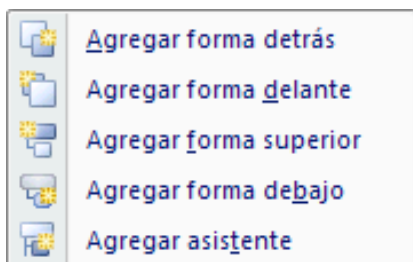 Agregar forma detrás
Agregar forma delante
Agregar forma superior
Agregar forma debajo
Agregar asistente